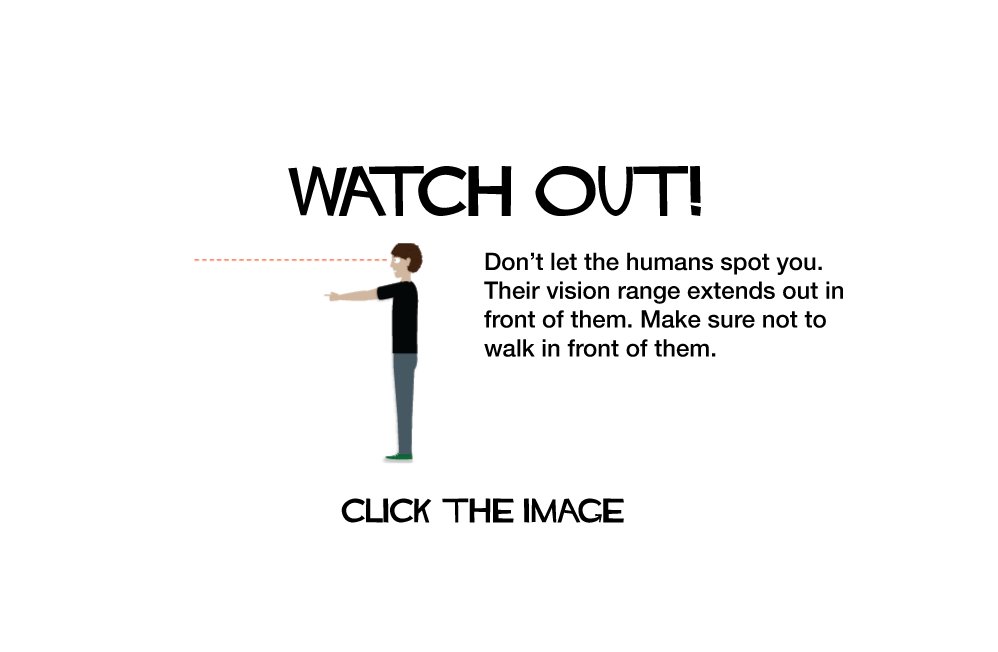 WATCH OUT!
Don’t let the humans spot you.
Their vision range extends out in
front of them. Make sure not to
walk in front of them.
CLICK THE IMAGE